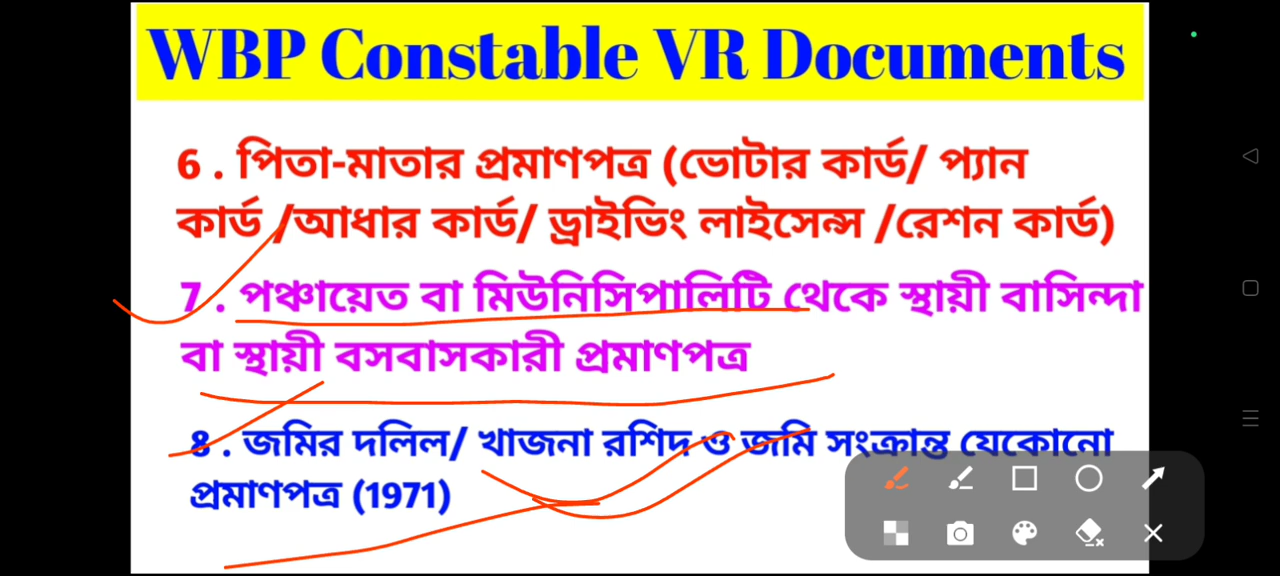 WBP Constable VR Documents
6 . পিতা-মাতার প্রমাণপত্র (ভোটার কার্ড/ প্যান
কার্ড /আধার কার্ড/ ড্রাইভিং লাইসেন্স /রেশন কার্ড)
7 . পঞ্চায়েত বা মিউনিসিপালিটি থেকে স্থায়ী বাসিন্দা
বা স্থায়ী বসবাসকারী প্রমাণপত্র
8 . জমির দলিল/ খাজনা রশিদ ও জমি সংক্রান্ত যেকোনো
প্রমাণপত্র (1971)